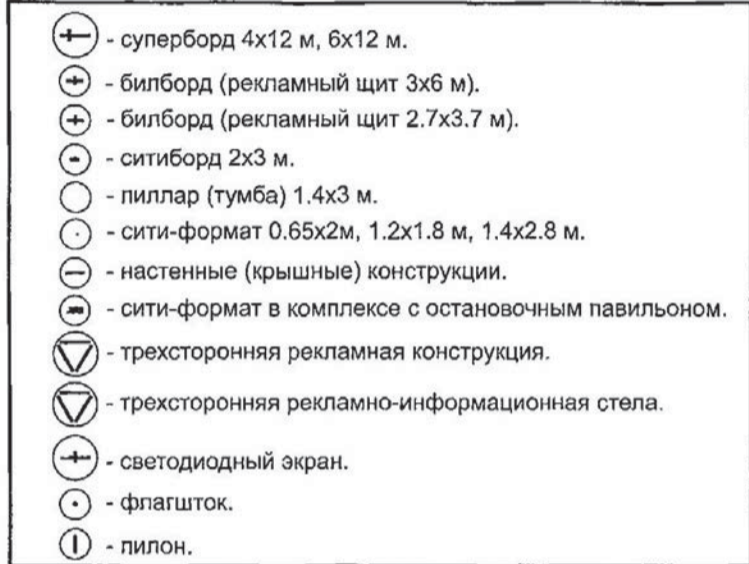 - суперборд 4х12 м, 6х12 м.
- билборд (рекламный щит 3х6 м).
- билборд (рекламный щит 2.7х3.7 м).
- ситиборд 2х3 м.
- пиллар (тумба) 1.4х3 м.
- сити-формат 0.65х2м, 1.2х1.8 м, 1.4х2.8 м.
- настенные (крышные) конструкции.
- сити-формат в комплексе с остановочным павильоном.
- трехсторонняя рекламная конструкция.
- трехсторонняя рекламно-информационная стела.
- светодиодный экран.
- флагшток.
- пилон.